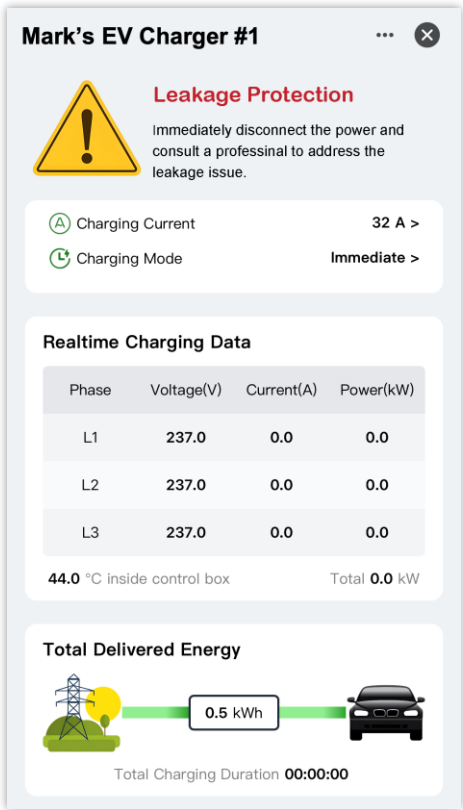 Mark's EV Charger #1
Leakage Protection
Immediately disconnect the power and
consult a professinal to address the
leakage issue.
A Charging Current 32 A >
Charging Mode Immediate >
Realtime Charging Data
Phase Voltage(V) Current(A) Power(kW)
L1 237.0 0.0 0.0
L2 237.0 0.0 0.0
L3 237.0 0.0 0.0
44.0 °C inside control box Total 0.0 kW
Total Delivered Energy
0.5 kWh
Total Charging Duration 00:00:00